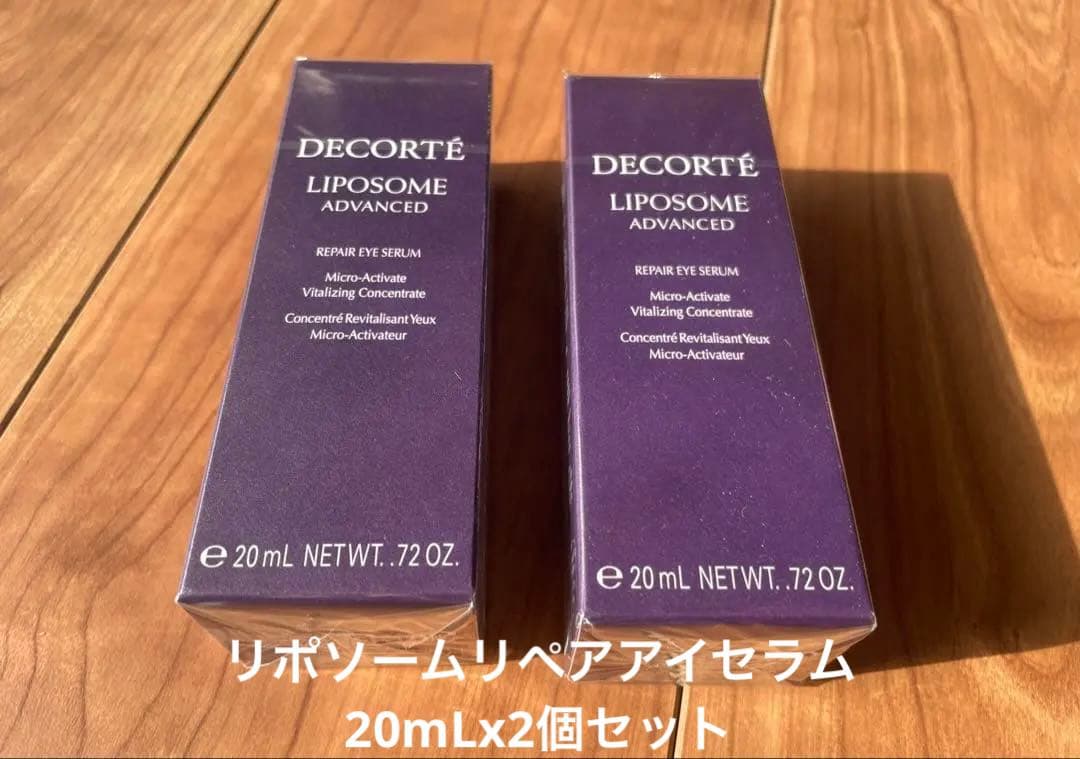 DECORTÉ
LIPOSOME
ADVANCED
REPAIR EYE SERUM
Micro-Activate
Vitalizing Concentrate
Concentré Revitalisant Yeux
Micro-Activateur
℮ 20 mL NET WT. .72 OZ.
DECORTÉ
LIPOSOME
ADVANCED
REPAIR EYE SERUM
Micro-Activate
Vitalizing Concentrate
Concentré Revitalisant Yeux
Micro-Activateur
℮ 20 mL NET WT. .72 OZ.
リポソームリペアアイセラム
20mLx2個セット